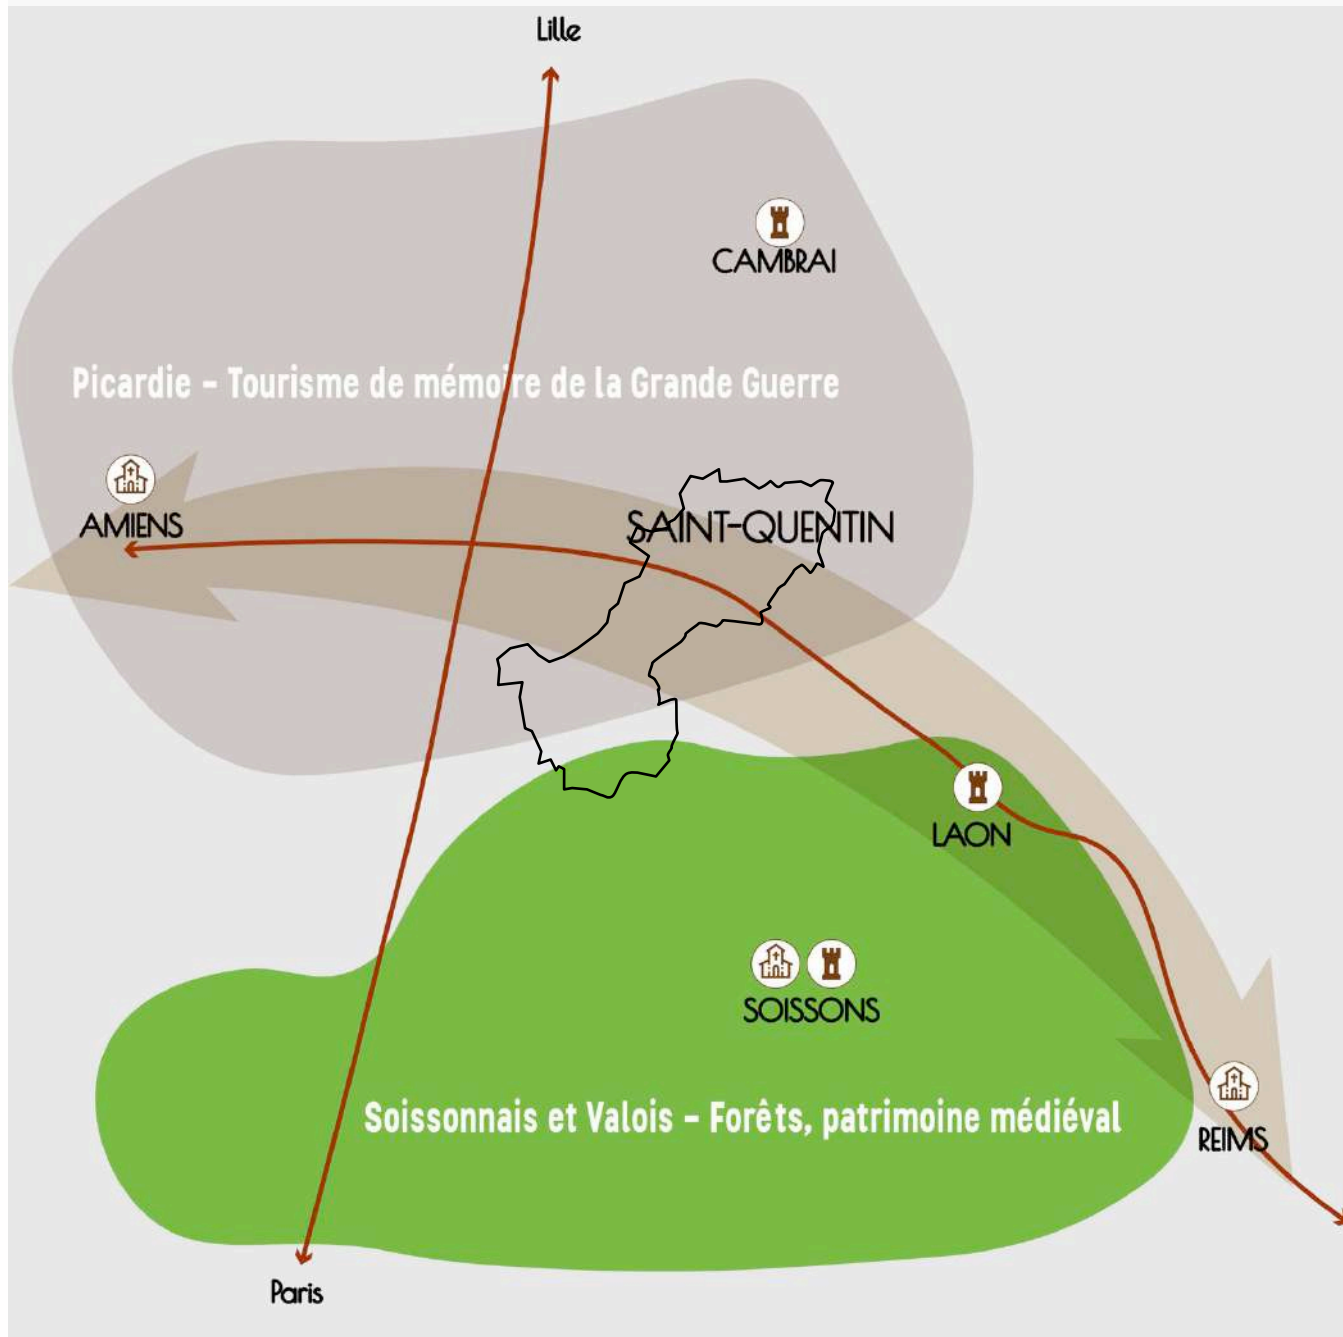 Lille
CAMBRAI
Picardie - Tourisme de mémoire de la Grande Guerre
AMIENS
SAINT-QUENTIN
LAON
SOISSONS
Soissonnais et Valois - Forêts, patrimoine médiéval
REIMS
Paris